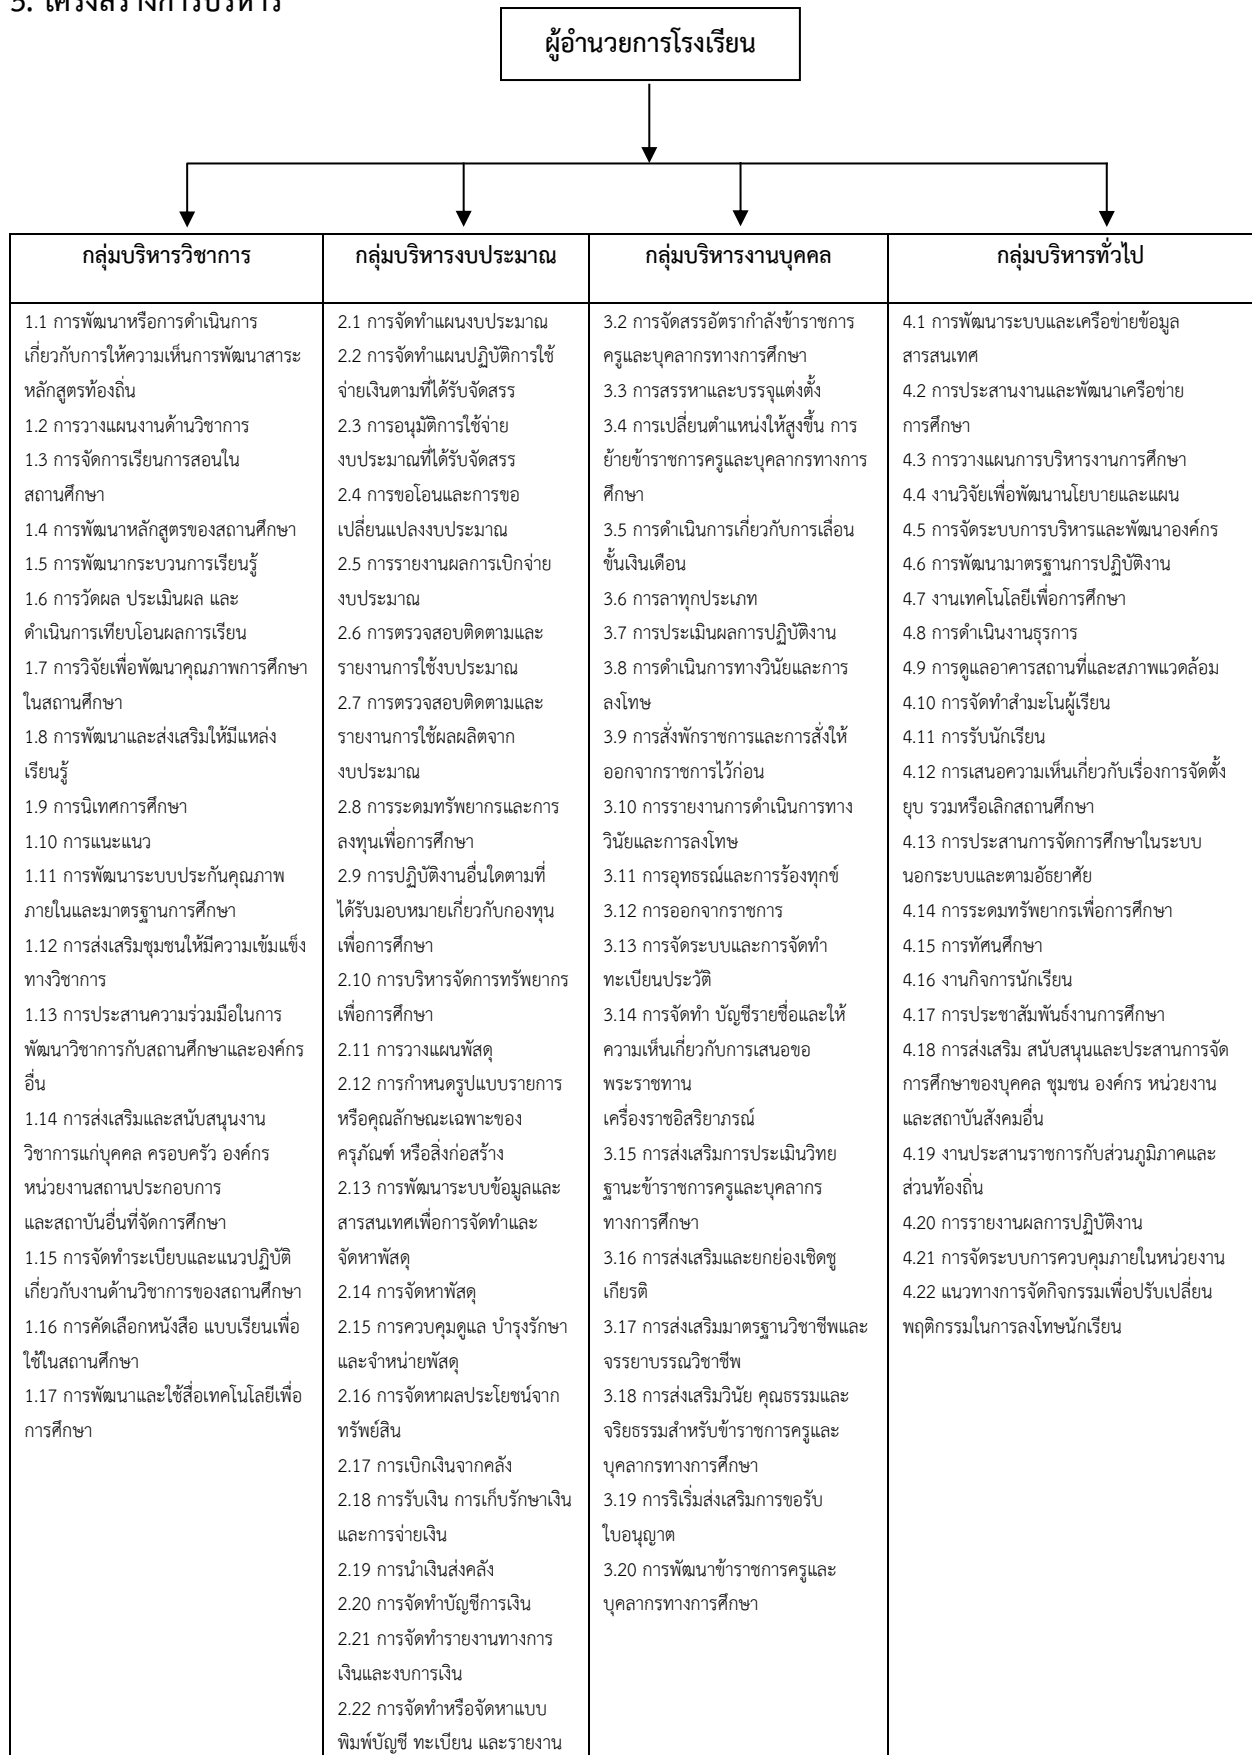 5. โครงสร้างการบริหาร
ผู้อำนวยการโรงเรียน
กลุ่มบริหารวิชาการ
1.1 การพัฒนาหรือการดำเนินการ
เกี่ยวกับการให้ความเห็นการพัฒนาสาระ
หลักสูตรท้องถิ่น
1.2 การวางแผนงานด้านวิชาการ
1.3 การจัดการเรียนการสอนใน
สถานศึกษา
1.4 การพัฒนาหลักสูตรของสถานศึกษา
1.5 การพัฒนากระบวนการเรียนรู้
1.6 การวัดผล ประเมินผล และ
ดำเนินการเทียบโอนผลการเรียน
1.7 การวิจัยเพื่อพัฒนาคุณภาพการศึกษา
ในสถานศึกษา
1.8 การพัฒนาและส่งเสริมให้มีแหล่ง
เรียนรู้
1.9 การนิเทศการศึกษา
1.10 การแนะแนว
1.11 การพัฒนาระบบประกันคุณภาพ
ภายในและมาตรฐานการศึกษา
1.12 การส่งเสริมชุมชนให้มีความเข้มแข็ง
ทางวิชาการ
1.13 การประสานความร่วมมือในการ
พัฒนาวิชาการกับสถานศึกษาและองค์กร
อื่น
1.14 การส่งเสริมและสนับสนุนงาน
วิชาการแก่บุคคล ครอบครัว องค์กร
หน่วยงานสถานประกอบการ
และสถาบันอื่นที่จัดการศึกษา
1.15 การจัดทำระเบียบและแนวปฏิบัติ
เกี่ยวกับงานด้านวิชาการของสถานศึกษา
1.16 การคัดเลือกหนังสือ แบบเรียนเพื่อ
ใช้ในสถานศึกษา
1.17 การพัฒนาและใช้สื่อเทคโนโลยีเพื่อ
การศึกษา
กลุ่มบริหารงบประมาณ
2.1 การจัดทำแผนงบประมาณ
2.2 การจัดทำแผนปฏิบัติการใช้
จ่ายเงินตามที่ได้รับจัดสรร
2.3 การอนุมัติการใช้จ่าย
งบประมาณที่ได้รับจัดสรร
2.4 การขอโอนและการขอ
เปลี่ยนแปลงงบประมาณ
2.5 การรายงานผลการเบิกจ่าย
งบประมาณ
2.6 การตรวจสอบติดตามและ
รายงานการใช้งบประมาณ
2.7 การตรวจสอบติดตามและ
รายงานการใช้ผลผลิตจาก
งบประมาณ
2.8 การระดมทรัพยากรและการ
ลงทุนเพื่อการศึกษา
2.9 การปฏิบัติงานอื่นใดตามที่
ได้รับมอบหมายเกี่ยวกับกองทุน
เพื่อการศึกษา
2.10 การบริหารจัดการทรัพยากร
เพื่อการศึกษา
2.11 การวางแผนพัสดุ
2.12 การกำหนดรูปแบบรายการ
หรือคุณลักษณะเฉพาะของ
ครุภัณฑ์ หรือสิ่งก่อสร้าง
2.13 การพัฒนาระบบข้อมูลและ
สารสนเทศเพื่อการจัดทำและ
จัดหาพัสดุ
2.14 การจัดหาพัสดุ
2.15 การควบคุมดูแล บำรุงรักษา
และจำหน่ายพัสดุ
2.16 การจัดหาผลประโยชน์จาก
ทรัพย์สิน
2.17 การเบิกเงินจากคลัง
2.18 การรับเงิน การเก็บรักษาเงิน
และการจ่ายเงิน
2.19 การนำเงินส่งคลัง
2.20 การจัดทำบัญชีการเงิน
2.21 การจัดทำรายงานทางการ
เงินและงบการเงิน
2.22 การจัดทำหรือจัดหาแบบ
พิมพ์บัญชี ทะเบียน และรายงาน
กลุ่มบริหารงานบุคคล
3.2 การจัดสรรอัตรากำลังข้าราชการ
ครูและบุคลากรทางการศึกษา
3.3 การสรรหาและบรรจุแต่งตั้ง
3.4 การเปลี่ยนตำแหน่งให้สูงขึ้น การ
ย้ายข้าราชการครูและบุคลากรทางการ
ศึกษา
3.5 การดำเนินการเกี่ยวกับการเลื่อน
ขั้นเงินเดือน
3.6 การลาทุกประเภท
3.7 การประเมินผลการปฏิบัติงาน
3.8 การดำเนินการทางวินัยและการ
ลงโทษ
3.9 การสั่งพักราชการและการสั่งให้
ออกจากราชการไว้ก่อน
3.10 การรายงานการดำเนินการทาง
วินัยและการลงโทษ
3.11 การอุทธรณ์และการร้องทุกข์
3.12 การออกจากราชการ
3.13 การจัดระบบและการจัดทำ
ทะเบียนประวัติ
3.14 การจัดทำ บัญชีรายชื่อและให้
ความเห็นเกี่ยวกับการเสนอขอ
พระราชทาน
เครื่องราชอิสริยาภรณ์
3.15 การส่งเสริมการประเมินวิทย
ฐานะข้าราชการครูและบุคลากร
ทางการศึกษา
3.16 การส่งเสริมและยกย่องเชิดชู
เกียรติ
3.17 การส่งเสริมมาตรฐานวิชาชีพและ
จรรยาบรรณวิชาชีพ
3.18 การส่งเสริมวินัย คุณธรรมและ
จริยธรรมสำหรับข้าราชการครูและ
บุคลากรทางการศึกษา
3.19 การริเริ่มส่งเสริมการขอรับ
ใบอนุญาต
3.20 การพัฒนาข้าราชการครูและ
บุคลากรทางการศึกษา
กลุ่มบริหารทั่วไป
4.1 การพัฒนาระบบและเครือข่ายข้อมูล
สารสนเทศ
4.2 การประสานงานและพัฒนาเครือข่าย
การศึกษา
4.3 การวางแผนการบริหารงานการศึกษา
4.4 งานวิจัยเพื่อพัฒนานโยบายและแผน
4.5 การจัดระบบการบริหารและพัฒนาองค์กร
4.6 การพัฒนามาตรฐานการปฏิบัติงาน
4.7 งานเทคโนโลยีเพื่อการศึกษา
4.8 การดำเนินงานธุรการ
4.9 การดูแลอาคารสถานที่และสภาพแวดล้อม
4.10 การจัดทำสำมะโนผู้เรียน
4.11 การรับนักเรียน
4.12 การเสนอความเห็นเกี่ยวกับเรื่องการจัดตั้ง
ยุบ รวมหรือเลิกสถานศึกษา
4.13 การประสานการจัดการศึกษาในระบบ
นอกระบบและตามอัธยาศัย
4.14 การระดมทรัพยากรเพื่อการศึกษา
4.15 การทัศนศึกษา
4.16 งานกิจการนักเรียน
4.17 การประชาสัมพันธ์งานการศึกษา
4.18 การส่งเสริม สนับสนุนและประสานการจัด
การศึกษาของบุคคล ชุมชน องค์กร หน่วยงาน
และสถาบันสังคมอื่น
4.19 งานประสานราชการกับส่วนภูมิภาคและ
ส่วนท้องถิ่น
4.20 การรายงานผลการปฏิบัติงาน
4.21 การจัดระบบการควบคุมภายในหน่วยงาน
4.22 แนวทางการจัดกิจกรรมเพื่อปรับเปลี่ยน
พฤติกรรมในการลงโทษนักเรียน